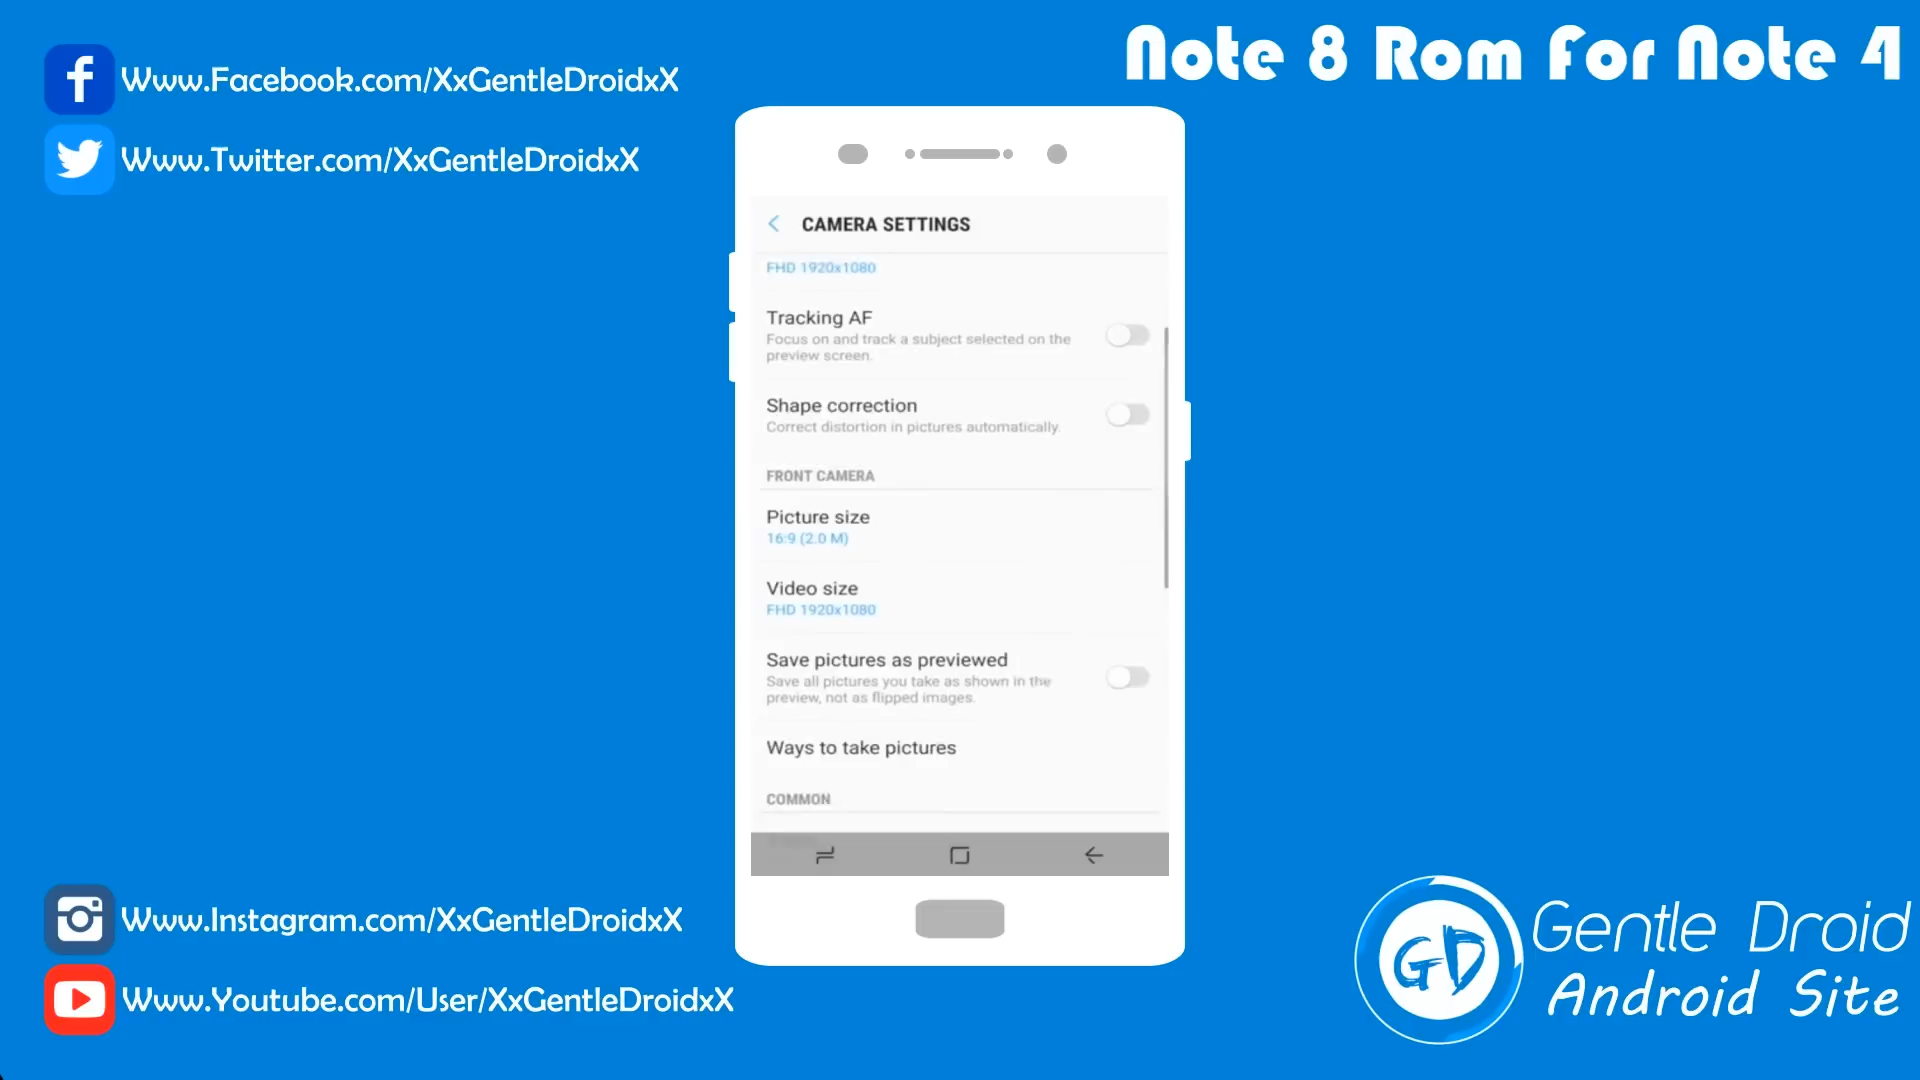 Note 8 Rom For Note 4
Www.Facebook.com/XxGentleDroidxX
Www.Twitter.com/XxGentleDroidxX
CAMERA SETTINGS
FHD 1920x1080
Tracking AF
Focus on and track a subject selected on the
preview screen.
Shape correction
Correct distortion in pictures automatically.
FRONT CAMERA
Picture size
16:9 (2.0 M)
Video size
FHD 1920x1080
Save pictures as previewed
Save all pictures you take as shown in the
preview, not as flipped images.
Ways to take pictures
COMMON
Www.Instagram.com/XxGentleDroidxX
Www.Youtube.com/User/XxGentleDroidxX
GD
Gentle Droid
Android Site